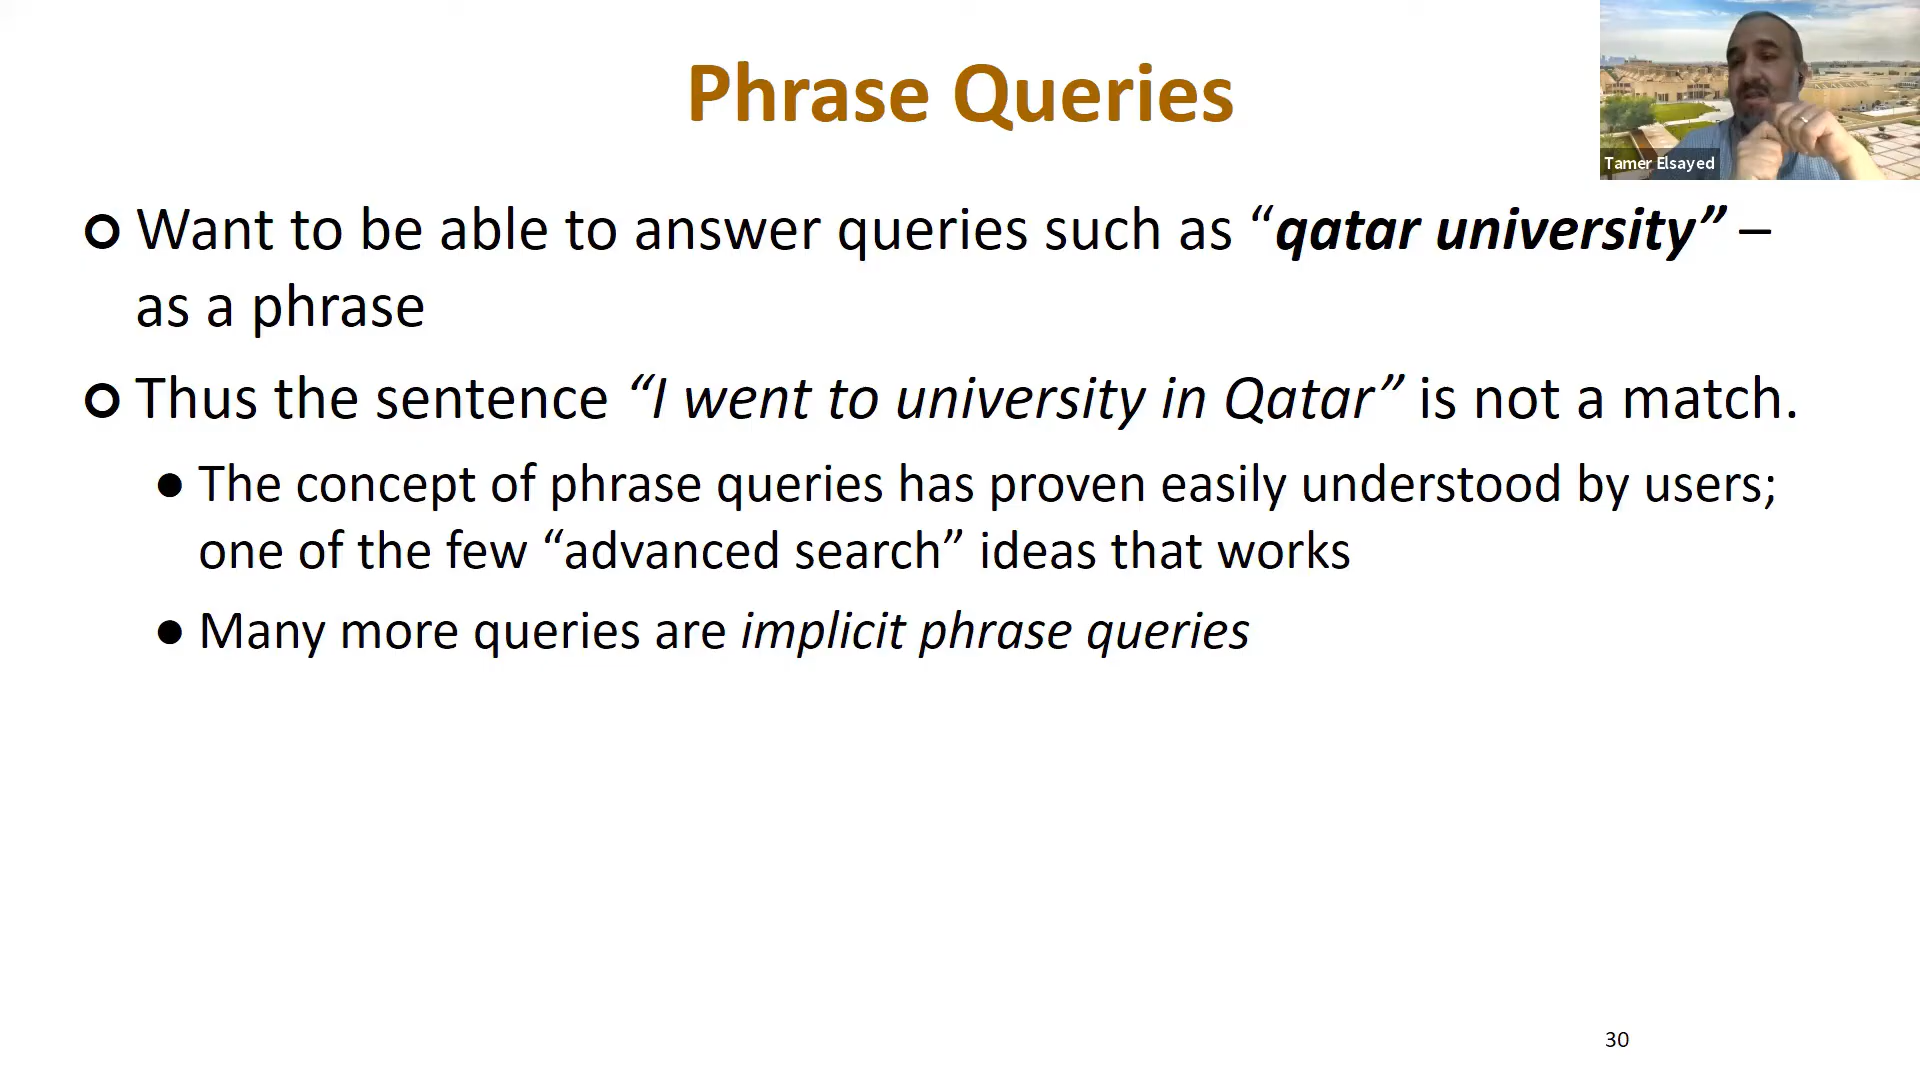 Phrase Queries
Tamer Elsayed
Want to be able to answer queries such as “qatar university” –
as a phrase
Thus the sentence “I went to university in Qatar” is not a match.
The concept of phrase queries has proven easily understood by users;
one of the few “advanced search” ideas that works
Many more queries are implicit phrase queries
30